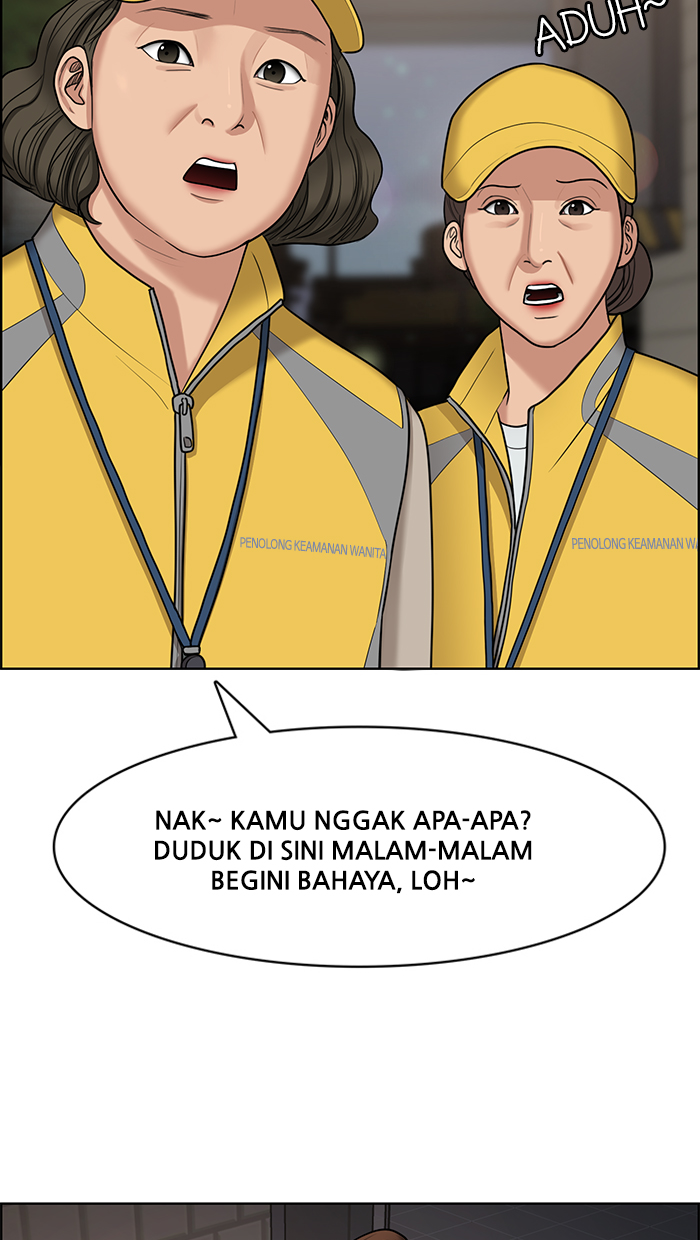 ADUH~
PENOLONG KEAMANAN WANITA
PENOLONG KEAMANAN WA
NAK~ KAMU NGGAK APA-APA?
DUDUK DI SINI MALAM-MALAM
BEGINI BAHAYA, LOH~